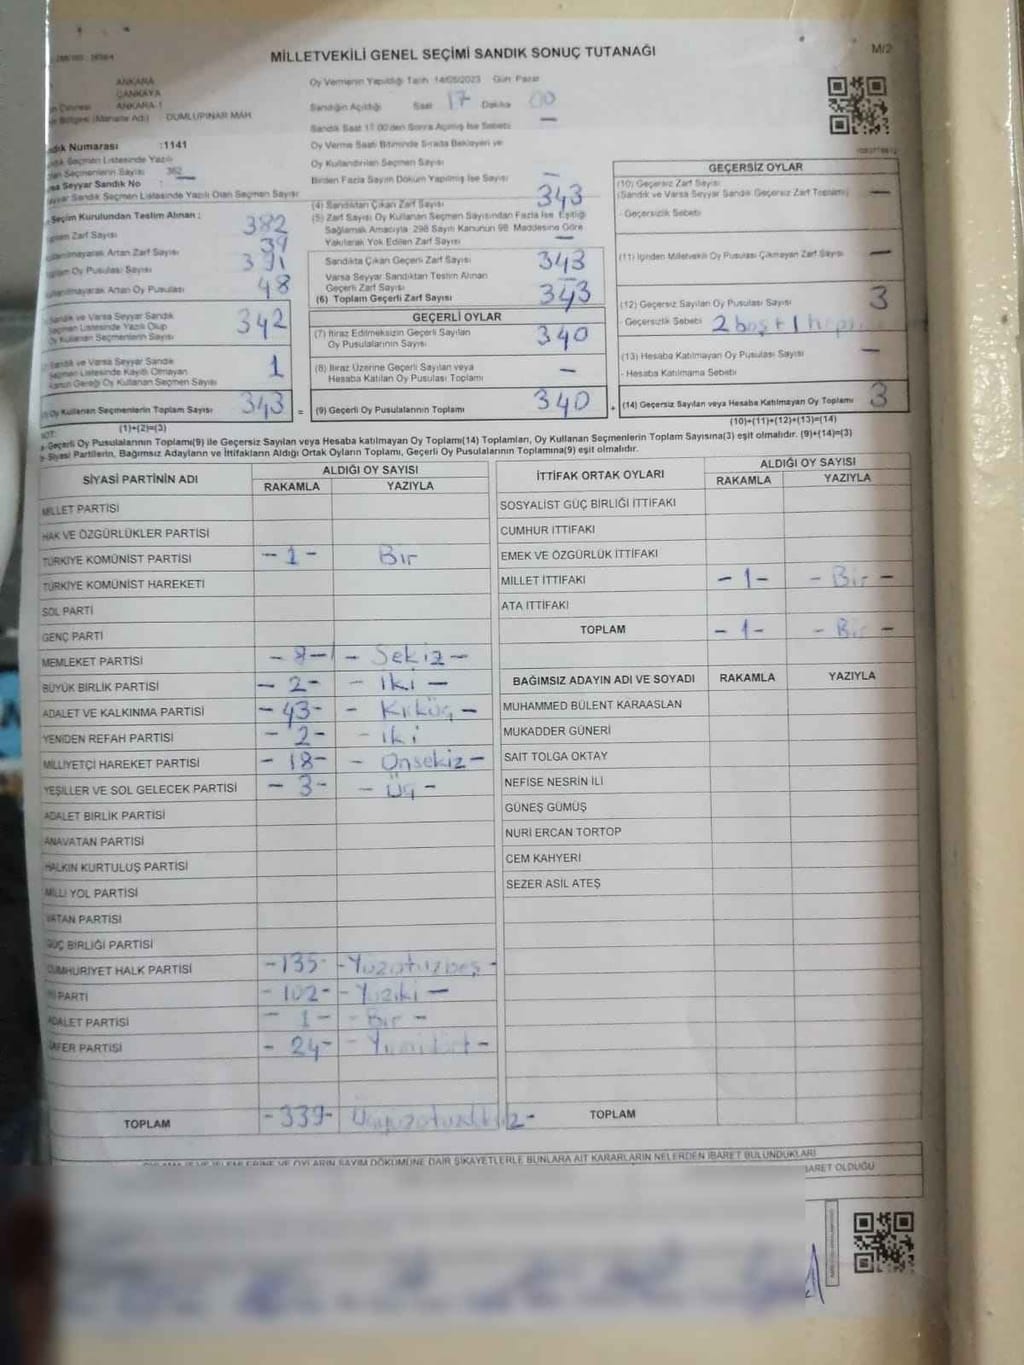 MİLLETVEKİLİ GENEL SEÇİMİ SANDIK SONUÇ TUTANAĞI
M/2
ANKARA
ÇANKAYA
ANKARA-1
DUMLUPINAR MAH.
Oy Vermenin Yapıldığı Tarih 14/05/2023 Gün Pazar
Sandığın Açıldığı Saat 17 Dakika 00
Sandık Saat 17.00'den Sonra Açılmış İse Sebebi —
Oy Verme Saati Bitiminde Sırada Bekleyen ve
Oy Kullandırılan Seçmen Sayısı
Birden Fazla Sayım Döküm Yapılmış İse Sayısı —
Numarası :1141
Seçmen Listesinde Yazılı
Seçmenlerin Sayısı 382
Seyyar Sandık No —
Seyyar Sandık Seçmen Listesinde Yazılı Olan Seçmen Sayısı
Seçim Kurulundan Teslim Alınan :
Zarf Sayısı 382
Artan Zarf Sayısı 39
Oy Pusulası Sayısı 391
Artan Oy Pusulası 48
Sandık ve Varsa Seyyar Sandık
Seçmen Listesinde Yazılı Olup
Oy Kullanan Seçmenlerin Sayısı 342
Sandık ve Varsa Seyyar Sandık
Seçmen Listesinde Kayıtlı Olmayan
Kanun Gereği Oy Kullanan Seçmen Sayısı 1
Oy Kullanan Seçmenlerin Toplam Sayısı 343 =
(1)+(2)=(3)
(4) Sandıktan Çıkan Zarf Sayısı 343
(5) Zarf Sayısı Oy Kullanan Seçmen Sayısından Fazla İse Eşitliği
Sağlamak Amacıyla 298 Sayılı Kanunun 98. Maddesine Göre
Yakılarak Yok Edilen Zarf Sayısı —
Sandıkta Çıkan Geçerli Zarf Sayısı 343
Varsa Seyyar Sandıktan Teslim Alınan
Geçerli Zarf Sayısı —
(6) Toplam Geçerli Zarf Sayısı 343
GEÇERLİ OYLAR
(7) İtiraz Edilmeksizin Geçerli Sayılan
Oy Pusulalarının Sayısı 340
(8) İtiraz Üzerine Geçerli Sayılan veya
Hesaba Katılan Oy Pusulası Toplamı —
(9) Geçerli Oy Pusulalarının Toplamı 340 +
GEÇERSİZ OYLAR
(10) Geçersiz Zarf Sayısı
(Sandık ve Varsa Seyyar Sandık Geçersiz Zarf Toplamı) —
- Geçersizlik Sebebi
(11) İçinden Milletvekili Oy Pusulası Çıkmayan Zarf Sayısı —
(12) Geçersiz Sayılan Oy Pusulası Sayısı 3
- Geçersizlik Sebebi 2 boş + 1
(13) Hesaba Katılmayan Oy Pusulası Sayısı —
- Hesaba Katılmama Sebebi
(14) Geçersiz Sayılan veya Hesaba Katılmayan Oy Toplamı 3
(10)+(11)+(12)+(13)=(14)
NOT:
a- Geçerli Oy Pusulalarının Toplamı(9) ile Geçersiz Sayılan veya Hesaba katılmayan Oy Toplamı(14) Toplamları, Oy Kullanan Seçmenlerin Toplam Sayısına(3) eşit olmalıdır. (9)+(14)=(3)
b- Siyasi Partilerin, Bağımsız Adayların ve İttifakların Aldığı Ortak Oyların Toplamı, Geçerli Oy Pusulalarının Toplamına(9) eşit olmalıdır.
SİYASİ PARTİNİN ADI
ALDIĞI OY SAYISI
RAKAMLA YAZIYLA
MİLLET PARTİSİ
HAK VE ÖZGÜRLÜKLER PARTİSİ
TÜRKİYE KOMÜNİST PARTİSİ -1- Bir
TÜRKİYE KOMÜNİST HAREKETİ
SOL PARTİ
GENÇ PARTİ
MEMLEKET PARTİSİ - Sekiz -
BÜYÜK BİRLİK PARTİSİ - 2 - - İki -
ADALET VE KALKINMA PARTİSİ - 43 - - Kırküç -
YENİDEN REFAH PARTİSİ - 2 - - iki
MİLLİYETÇİ HAREKET PARTİSİ - 18 - - Onsekiz -
YEŞİLLER VE SOL GELECEK PARTİSİ - 3 - - Üç -
ADALET BİRLİK PARTİSİ
ANAVATAN PARTİSİ
HALKIN KURTULUŞ PARTİSİ
MİLLİ YOL PARTİSİ
VATAN PARTİSİ
GÜÇ BİRLİĞİ PARTİSİ
CUMHURİYET HALK PARTİSİ - 135 - - Yüzotuzbeş -
PARTİ - 102 - - Yüziki -
ADALET PARTİSİ - 1 - - Bir -
ZAFER PARTİSİ - 24 - - Yirmidört -
TOPLAM - 339 - Üçyüzotuzdokuz -
İTTİFAK ORTAK OYLARI
ALDIĞI OY SAYISI
RAKAMLA YAZIYLA
SOSYALİST GÜÇ BİRLİĞİ İTTİFAKI
CUMHUR İTTİFAKI
EMEK VE ÖZGÜRLÜK İTTİFAKI
MİLLET İTTİFAKI - 1 - - Bir -
ATA İTTİFAKI
TOPLAM - 1 - - Bir -
BAĞIMSIZ ADAYIN ADI VE SOYADI RAKAMLA YAZIYLA
MUHAMMED BÜLENT KARAASLAN
MUKADDER GÜNERİ
SAİT TOLGA OKTAY
NEFİSE NESRİN İLİ
GÜNEŞ GÜMÜŞ
NURİ ERCAN TORTOP
CEM KAHYERİ
SEZER ASİL ATEŞ
TOPLAM
OYLARIN SAYIM DÖKÜMÜNE DAİR ŞİKAYETLERLE BUNLARA AİT KARARLARIN NELERDEN İBARET BULUNDUKLARI
İBARET OLDUĞU